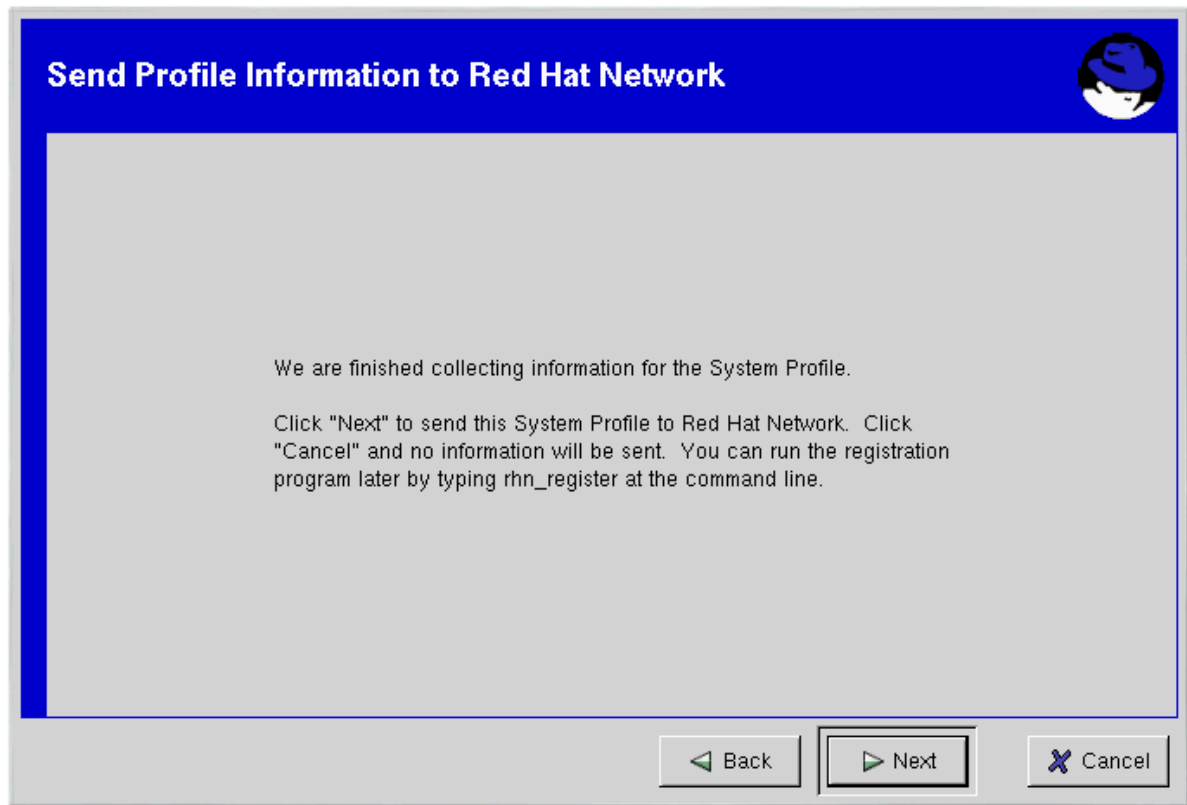 Send Profile Information to Red Hat Network
We are finished collecting information for the System Profile.
Click "Next" to send this System Profile to Red Hat Network.  Click
"Cancel" and no information will be sent.  You can run the registration
program later by typing rhn_register at the command line.
Back
Next
Cancel